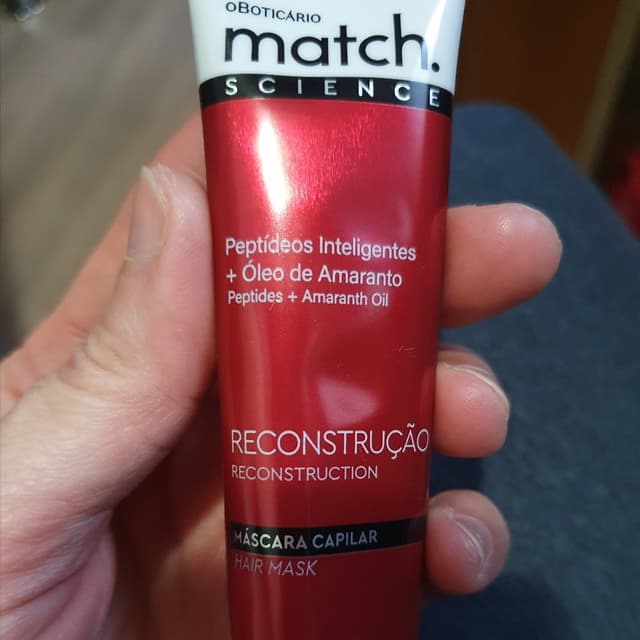 oBoticário
match.
SCIENCE
Peptídeos Inteligentes
+ Óleo de Amaranto
Peptides + Amaranth Oil
RECONSTRUÇÃO
RECONSTRUCTION
MÁSCARA CAPILAR
HAIR MASK